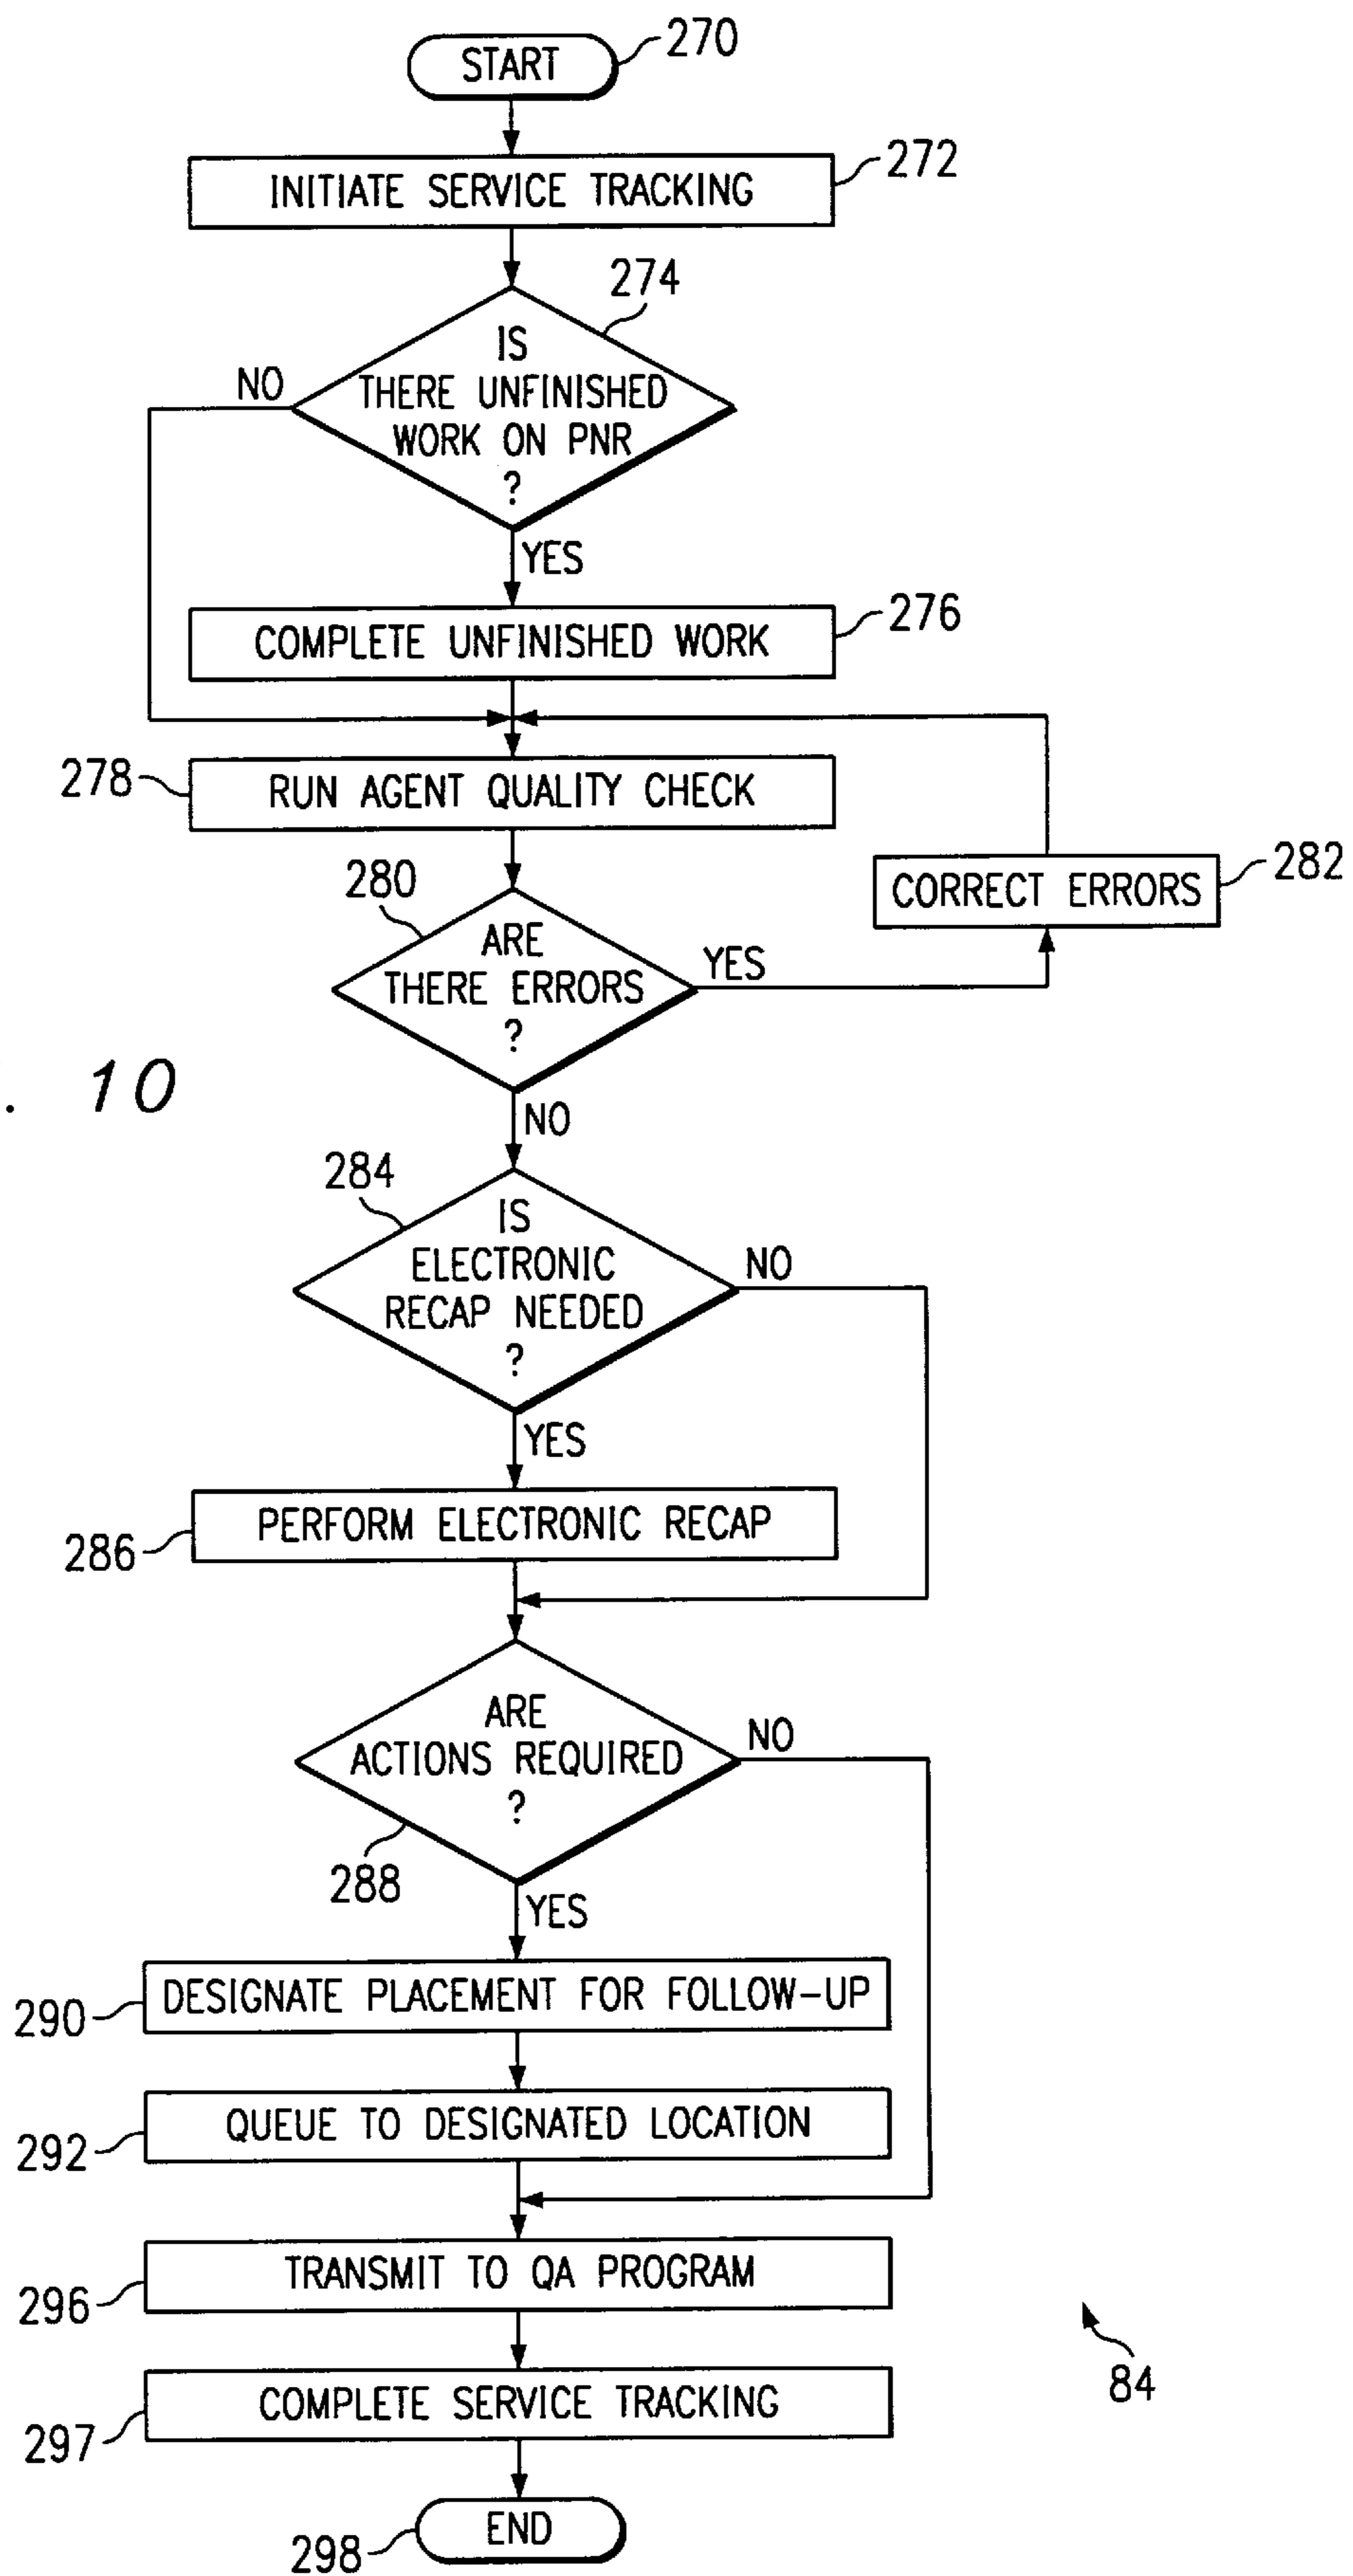 START
270
INITIATE SERVICE TRACKING
272
274
IS
THERE UNFINISHED
WORK ON PNR
?
NO
YES
COMPLETE UNFINISHED WORK
276
278
RUN AGENT QUALITY CHECK
280
CORRECT ERRORS
282
ARE
THERE ERRORS
?
YES
. 10
NO
284
IS
ELECTRONIC
RECAP NEEDED
?
NO
YES
PERFORM ELECTRONIC RECAP
286
ARE
ACTIONS REQUIRED
?
NO
288
YES
DESIGNATE PLACEMENT FOR FOLLOW-UP
290
QUEUE TO DESIGNATED LOCATION
292
TRANSMIT TO QA PROGRAM
296
84
COMPLETE SERVICE TRACKING
297
END
298